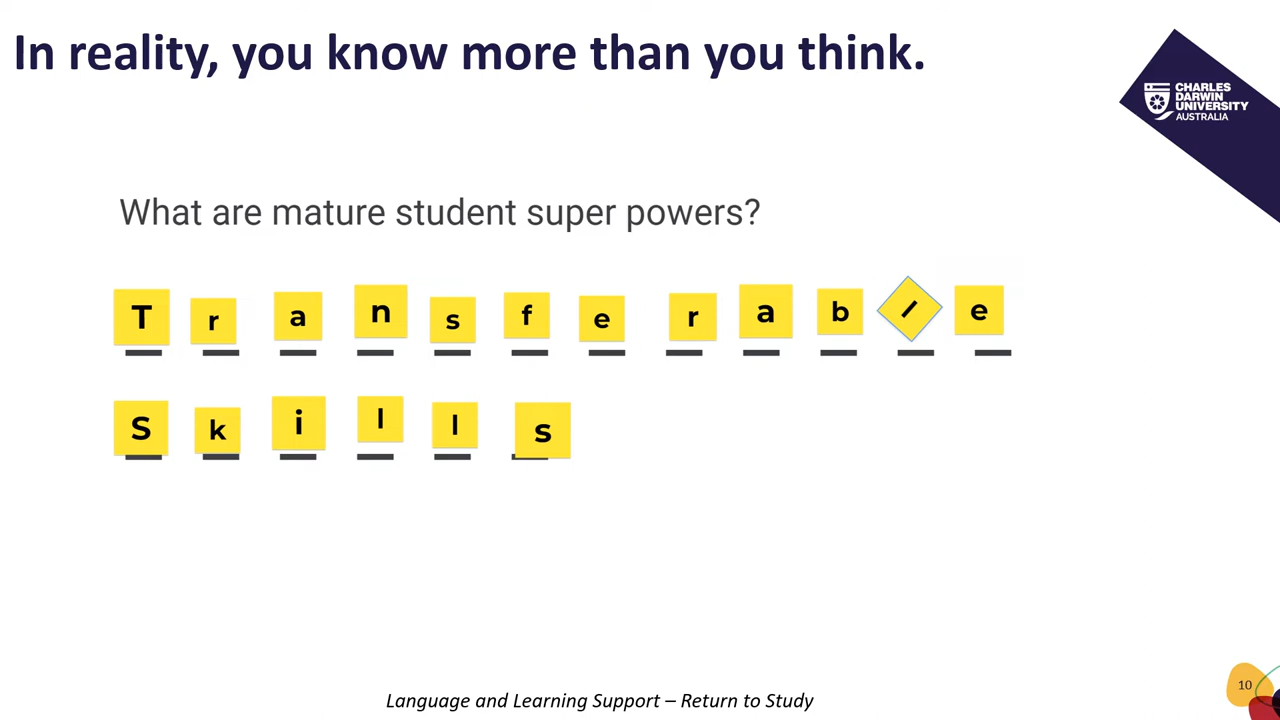 In reality, you know more than you think.
CHARLES
DARWIN
UNIVERSITY
AUSTRALIA
What are mature student super powers?
T r a n s f e r a b l e
S k i l l s
Language and Learning Support – Return to Study
10